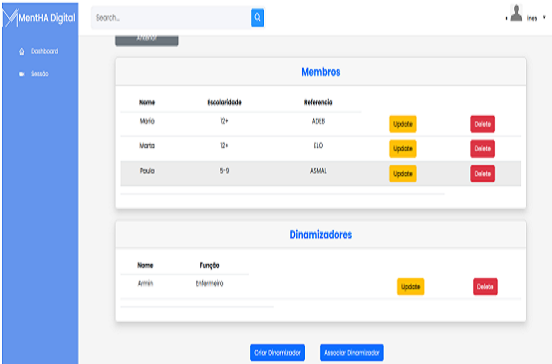 MentHA Digital
Search...
Ines
Dashboard
Sessão
Anterior
Membros
Nome Escolaridade Referencia
Maria 12+ ADEB Update Delete
Marta 12+ ELO Update Delete
Paula 5-9 ASMAL Update Delete
Dinamizadores
Nome Função
Armin Enfermeiro Update Delete
Criar Dinamizador Associar Dinamizador